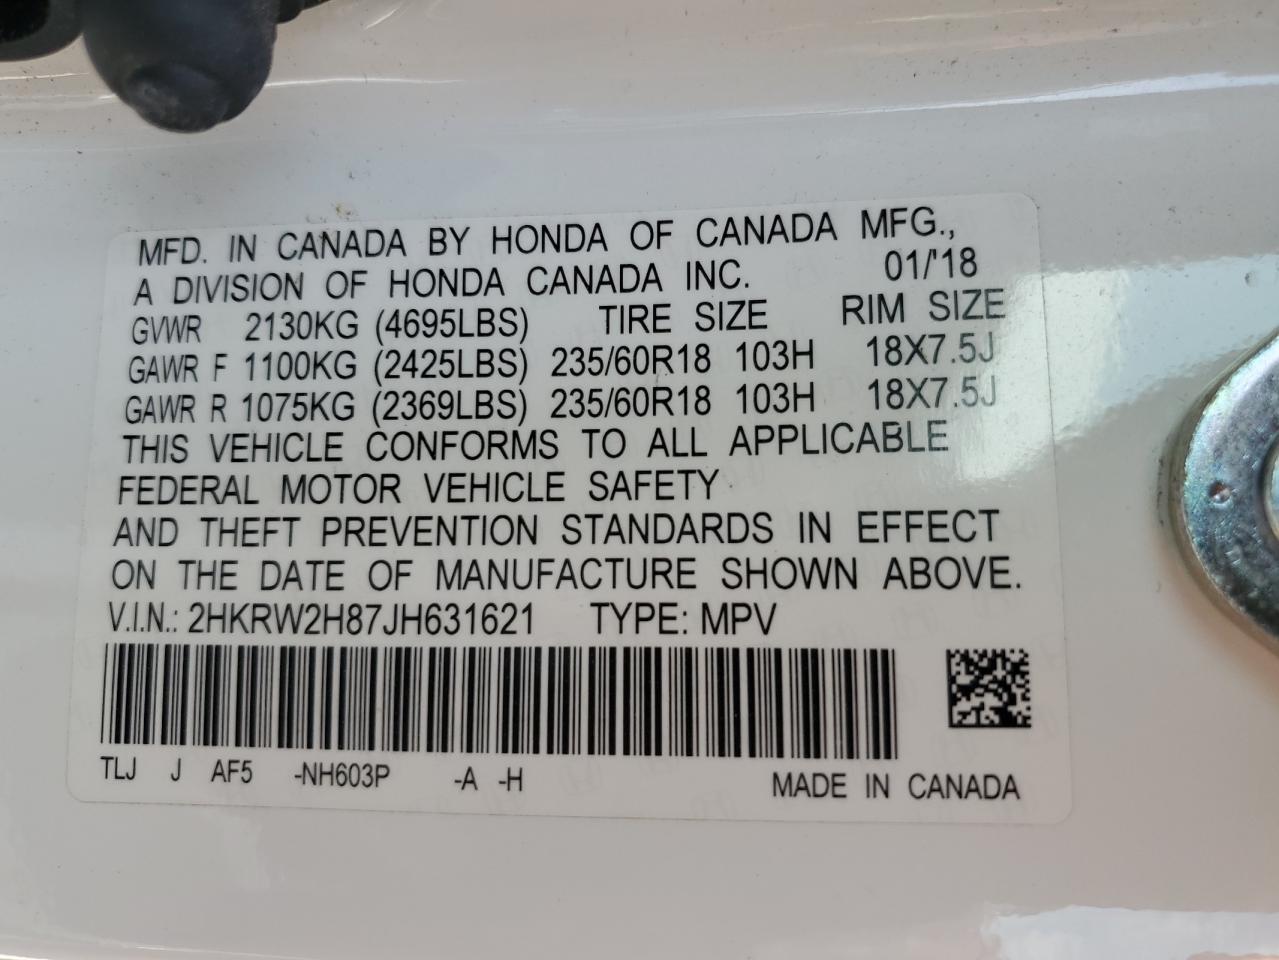 MFD. IN CANADA BY HONDA OF CANADA MFG.,
A DIVISION OF HONDA CANADA INC. 01/'18
GVWR 2130KG (4695LBS) TIRE SIZE RIM SIZE
GAWR F 1100KG (2425LBS) 235/60R18 103H 18X7.5J
GAWR R 1075KG (2369LBS) 235/60R18 103H 18X7.5J
THIS VEHICLE CONFORMS TO ALL APPLICABLE
FEDERAL MOTOR VEHICLE SAFETY
AND THEFT PREVENTION STANDARDS IN EFFECT
ON THE DATE OF MANUFACTURE SHOWN ABOVE.
V.I.N.: 2HKRW2H87JH631621 TYPE: MPV
TLJ J AF5 -NH603P -A -H MADE IN CANADA